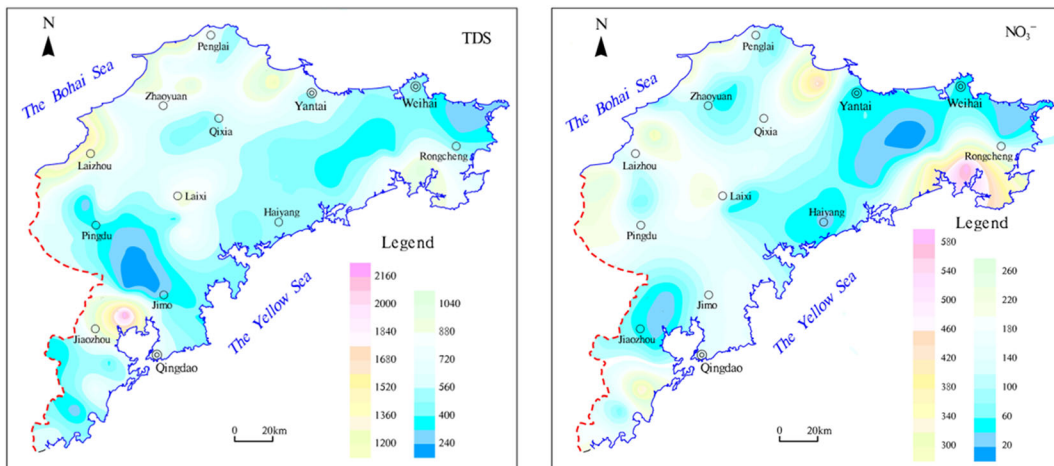 N
TDS
Penglai
The Bohai Sea
Zhaoyuan
Yantai
Weihai
Qixia
Laizhou
Rongcheng
Laixi
Haiyang
Pingdu
Legend
2160
2000
1840
1680
1520
1360
1200
1040
880
720
560
400
240
The Yellow Sea
Jimo
Jiaozhou
Qingdao
0 20km
N
NO₃⁻
Penglai
The Bohai Sea
Zhaoyuan
Yantai
Weihai
Qixia
Laizhou
Rongcheng
Laixi
Haiyang
Pingdu
Legend
580
540
500
460
420
380
340
300
260
220
180
140
100
60
20
The Yellow Sea
Jimo
Jiaozhou
Qingdao
0 20km